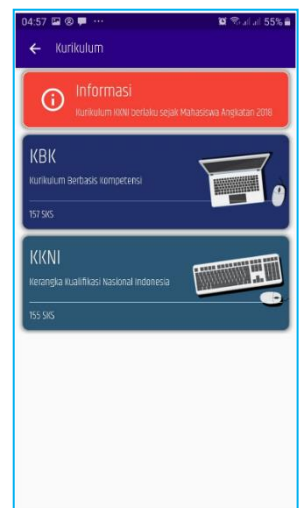 04:57 ... 55%
Kurikulum
Informasi
Kurikulum KKNI berlaku sejak Mahasiswa Angkatan 2016
KBK
Kurikulum Berbasis Kompetensi
157 SKS
KKNI
Kerangka Kualifikasi Nasional Indonesia
155 SKS